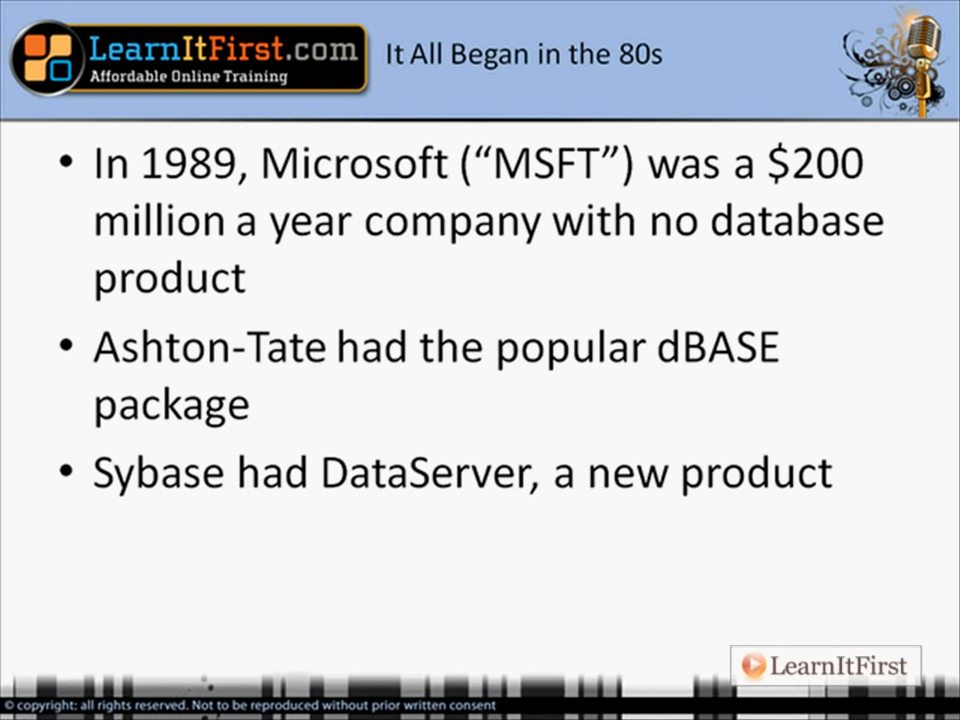 LearnItFirst.com
Affordable Online Training
It All Began in the 80s
• In 1989, Microsoft (“MSFT”) was a $200
million a year company with no database
product
• Ashton-Tate had the popular dBASE
package
• Sybase had DataServer, a new product
LearnItFirst
© copyright: all rights reserved. Not to be reproduced without prior written consent